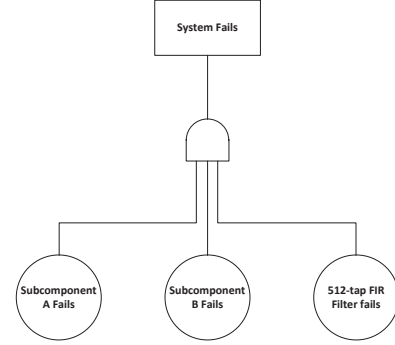 System Fails
Subcomponent
A Fails
Subcomponent
B Fails
512-tap FIR
Filter fails